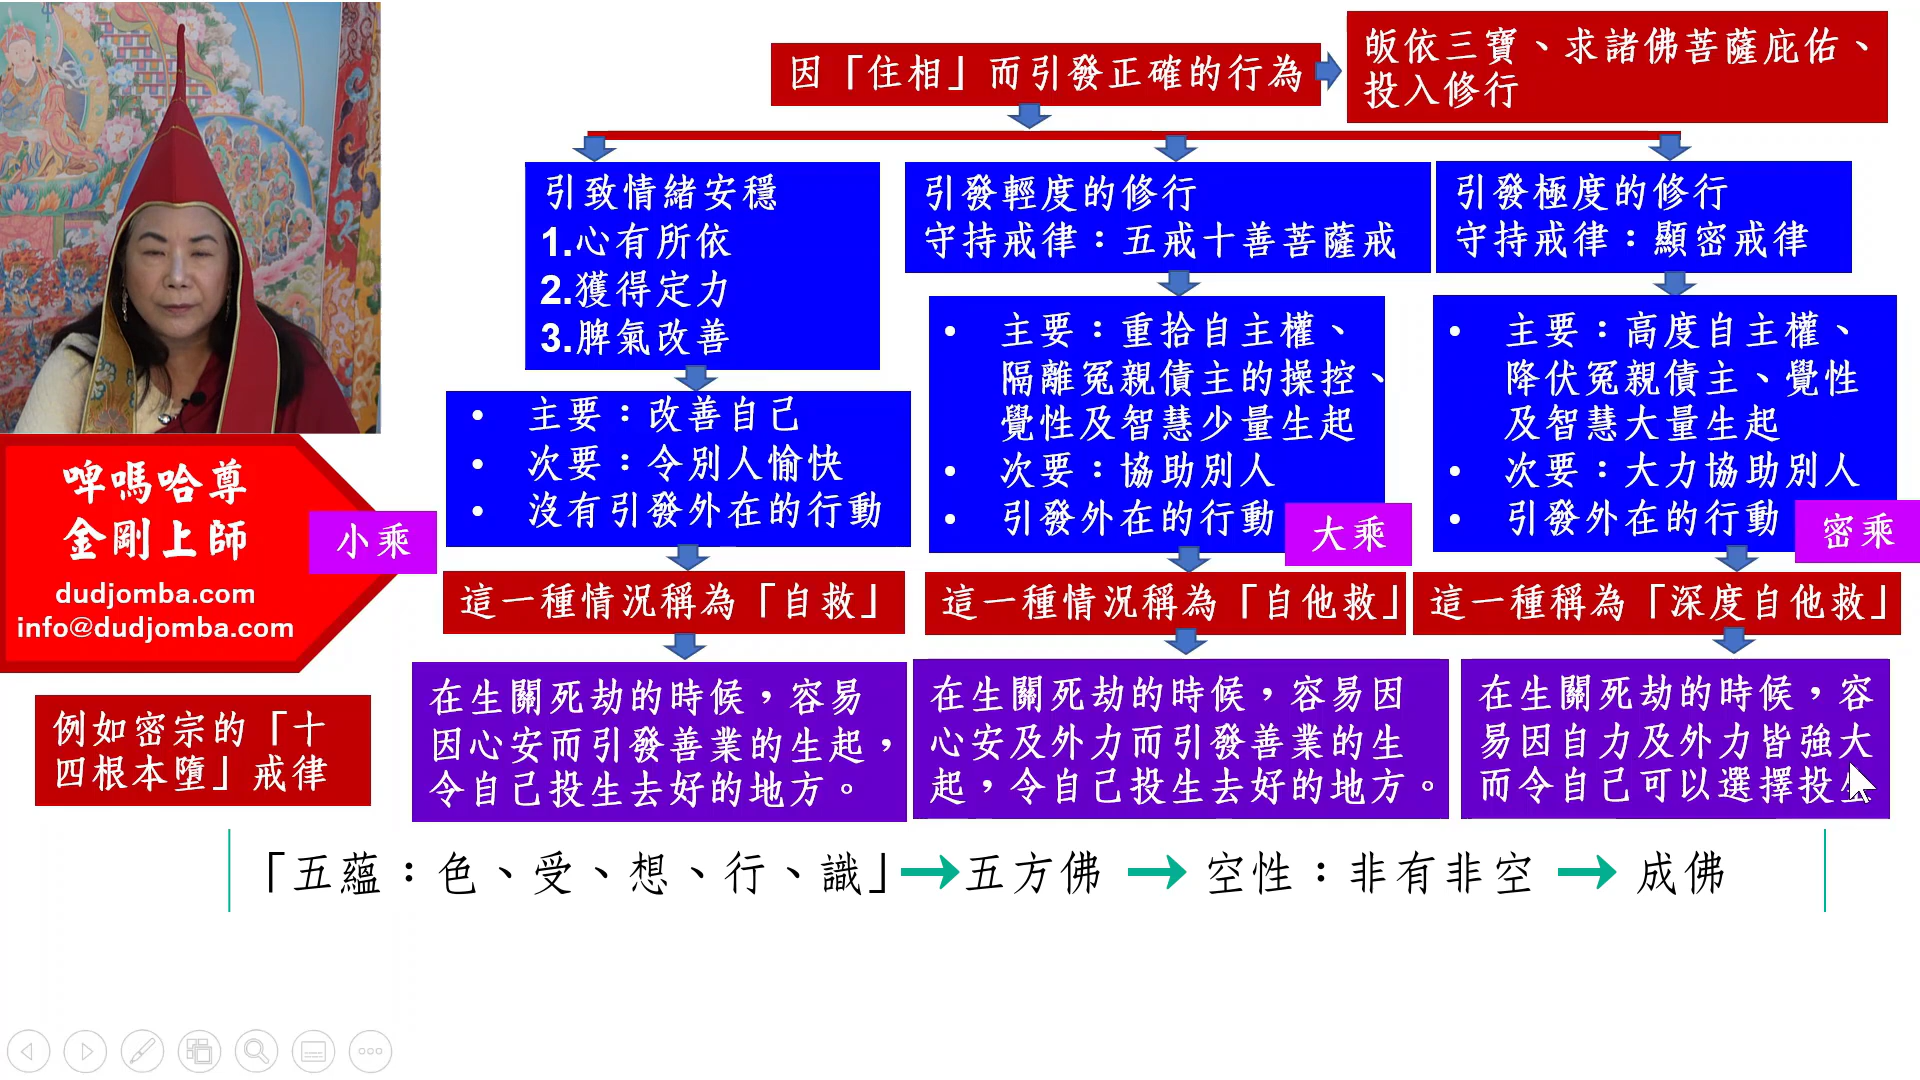 因「住相」而引發正確的行為
皈依三寶、求諸佛菩薩庇佑、
投入修行
引致情緒安穩
1.心有所依
2.獲得定力
3.脾氣改善
引發輕度的修行
守持戒律：五戒十善菩薩戒
引發極度的修行
守持戒律：顯密戒律
• 主要：改善自己
• 次要：令別人愉快
• 沒有引發外在的行動
• 主要：重拾自主權、
隔離冤親債主的操控、
覺性及智慧少量生起
• 次要：協助別人
• 引發外在的行動
• 主要：高度自主權、
降伏冤親債主、覺性
及智慧大量生起
• 次要：大力協助別人
• 引發外在的行動
啤嗎哈尊
金剛上師
dudjomba.com
info@dudjomba.com
小乘
大乘
密乘
這一種情況稱為「自救」
這一種情況稱為「自他救」
這一種稱為「深度自他救」
例如密宗的「十
四根本墮」戒律
在生關死劫的時候，容易
因心安而引發善業的生起，
令自己投生去好的地方。
在生關死劫的時候，容易因
心安及外力而引發善業的生
起，令自己投生去好的地方。
在生關死劫的時候，容
易因自力及外力皆強大
而令自己可以選擇投生
「五蘊：色、受、想、行、識」→五方佛 → 空性：非有非空 → 成佛